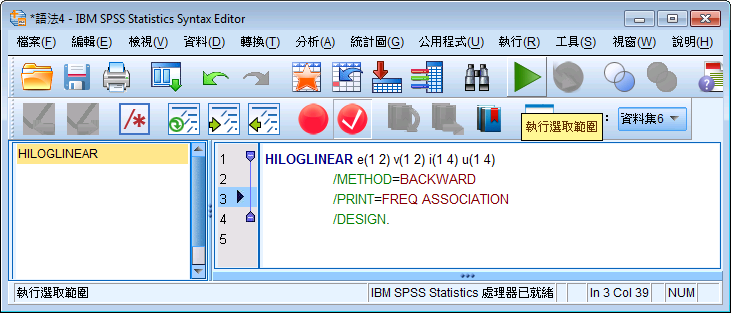 *語法4 - IBM SPSS Statistics Syntax Editor
檔案(F) 編輯(E) 檢視(V) 資料(D) 轉換(T) 分析(A) 統計圖(G) 公用程式(U) 執行(R) 工具(S) 視窗(W) 說明(H)
執行選取範圍 : 資料集6
HILOGLINEAR
1 HILOGLINEAR e(1 2) v(1 2) i(1 4) u(1 4)
2 /METHOD=BACKWARD
3 /PRINT=FREQ ASSOCIATION
4 /DESIGN.
5
執行選取範圍 IBM SPSS Statistics 處理器已就緒 In 3 Col 39 NUM